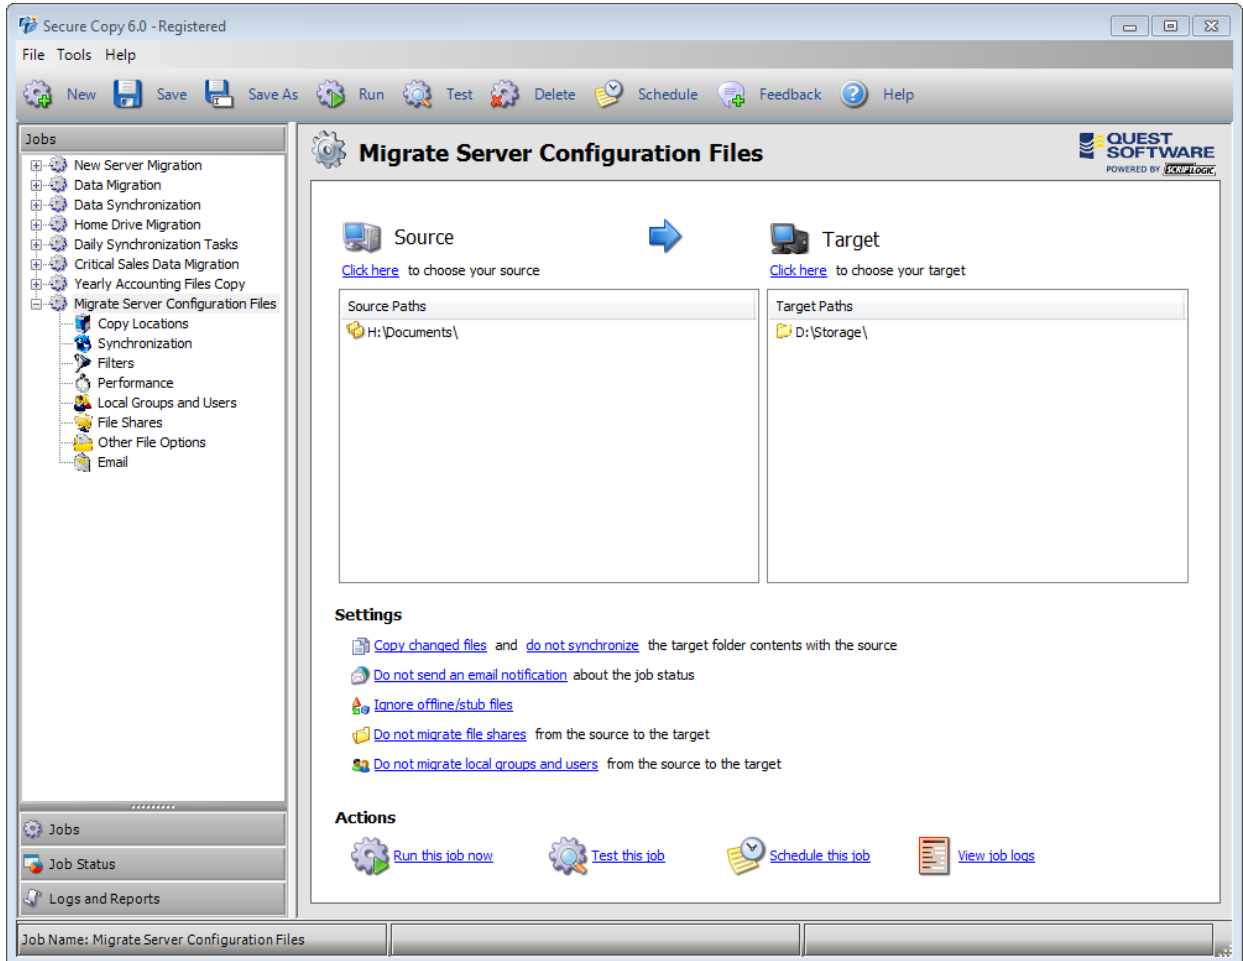 Secure Copy 6.0 - Registered
File Tools Help
New Save Save As Run Test Delete Schedule Feedback Help
Jobs
New Server Migration
Data Migration
Data Synchronization
Home Drive Migration
Daily Synchronization Tasks
Critical Sales Data Migration
Yearly Accounting Files Copy
Migrate Server Configuration Files
Copy Locations
Synchronization
Filters
Performance
Local Groups and Users
File Shares
Other File Options
Email
Jobs
Job Status
Logs and Reports
Migrate Server Configuration Files
QUEST
SOFTWARE
POWERED BY SCRIPTLOGIC
Source
Target
Click here to choose your source
Click here to choose your target
Source Paths
Target Paths
H:\Documents\
D:\Storage\
Settings
Copy changed files and do not synchronize the target folder contents with the source
Do not send an email notification about the job status
Ignore offline/stub files
Do not migrate file shares from the source to the target
Do not migrate local groups and users from the source to the target
Actions
Run this job now Test this job Schedule this job View job logs
Job Name: Migrate Server Configuration Files